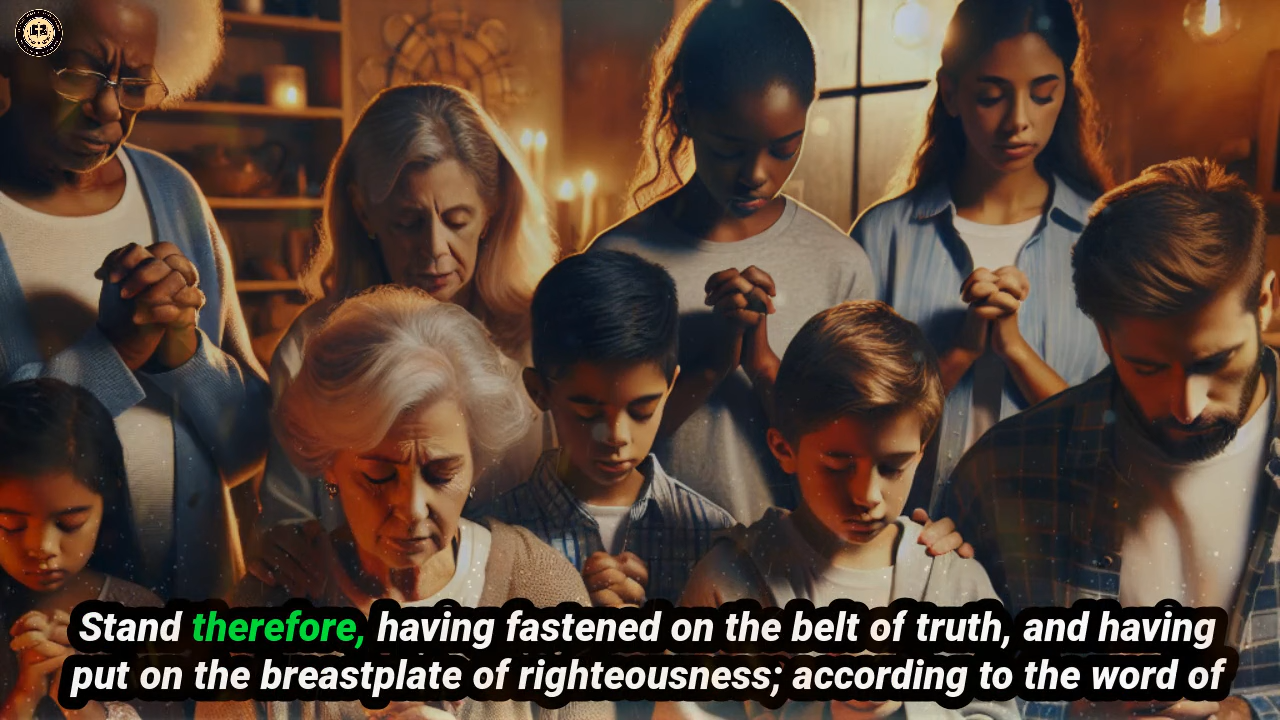 Stand therefore, having fastened on the belt of truth, and having
put on the breastplate of righteousness; according to the word of